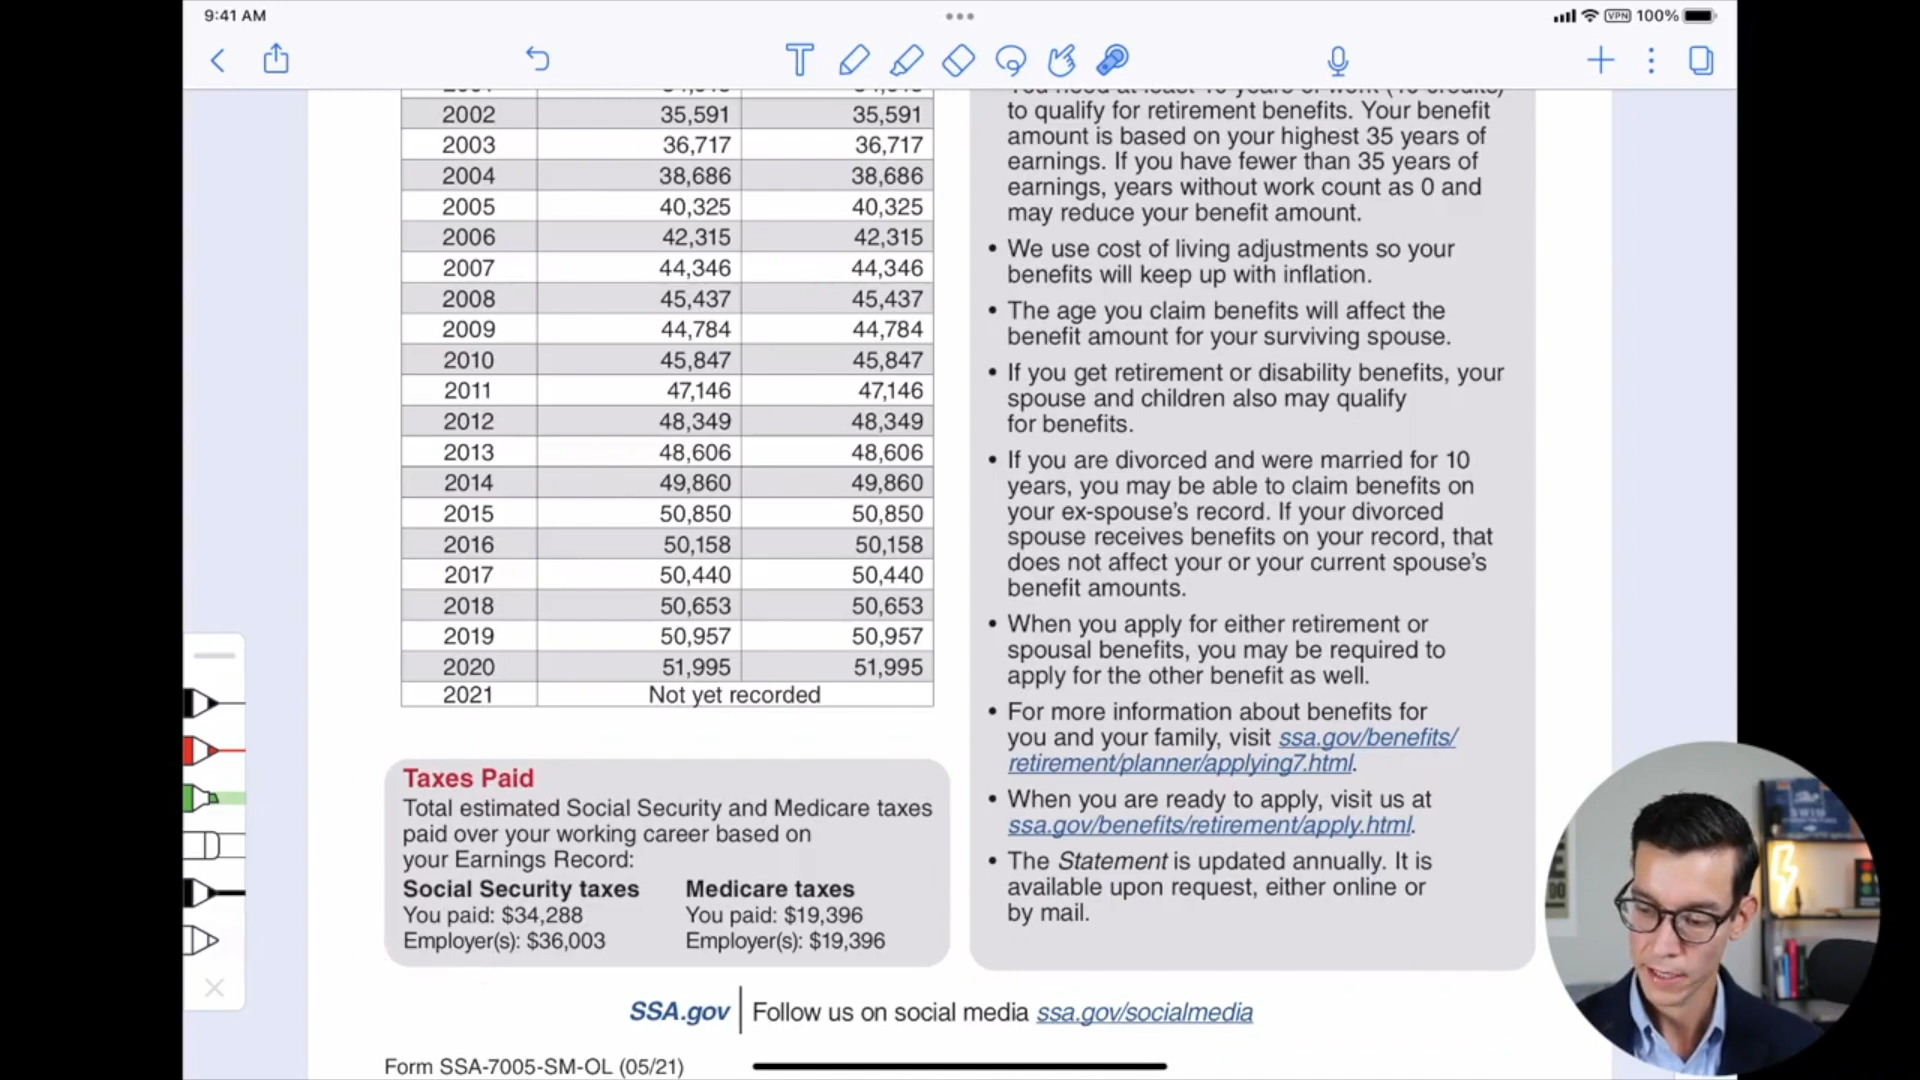 9:41 AM
VPN 100%
2002 35,591 35,591
2003 36,717 36,717
2004 38,686 38,686
2005 40,325 40,325
2006 42,315 42,315
2007 44,346 44,346
2008 45,437 45,437
2009 44,784 44,784
2010 45,847 45,847
2011 47,146 47,146
2012 48,349 48,349
2013 48,606 48,606
2014 49,860 49,860
2015 50,850 50,850
2016 50,158 50,158
2017 50,440 50,440
2018 50,653 50,653
2019 50,957 50,957
2020 51,995 51,995
2021 Not yet recorded
Taxes Paid
Total estimated Social Security and Medicare taxes
paid over your working career based on
your Earnings Record:
Social Security taxes Medicare taxes
You paid: $34,288 You paid: $19,396
Employer(s): $36,003 Employer(s): $19,396
to qualify for retirement benefits. Your benefit
amount is based on your highest 35 years of
earnings. If you have fewer than 35 years of
earnings, years without work count as 0 and
may reduce your benefit amount.
• We use cost of living adjustments so your
benefits will keep up with inflation.
• The age you claim benefits will affect the
benefit amount for your surviving spouse.
• If you get retirement or disability benefits, your
spouse and children also may qualify
for benefits.
• If you are divorced and were married for 10
years, you may be able to claim benefits on
your ex-spouse’s record. If your divorced
spouse receives benefits on your record, that
does not affect your or your current spouse’s
benefit amounts.
• When you apply for either retirement or
spousal benefits, you may be required to
apply for the other benefit as well.
• For more information about benefits for
you and your family, visit ssa.gov/benefits/
retirement/planner/applying7.html.
• When you are ready to apply, visit us at
ssa.gov/benefits/retirement/apply.html.
• The Statement is updated annually. It is
available upon request, either online or
by mail.
SSA.gov Follow us on social media ssa.gov/socialmedia
Form SSA-7005-SM-OL (05/21)